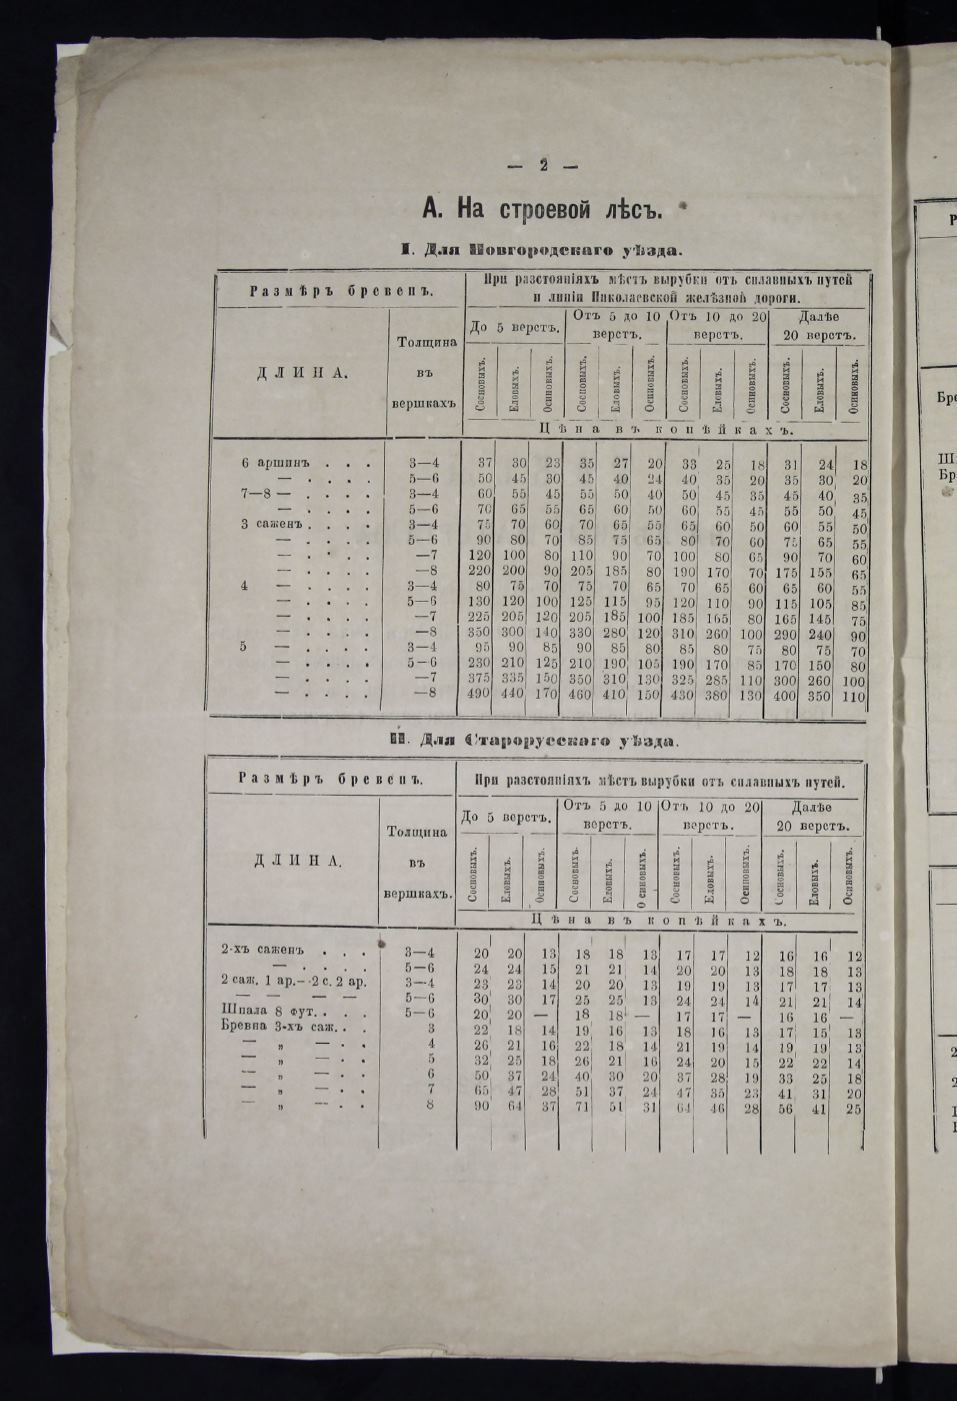 — 2 —
А. На строевой лѣсъ.
I. Для Новгородскаго уѣзда.
Размѣръ бревенъ.
При разстояніяхъ мѣстъ вырубки отъ сплавныхъ путей
и линіи Николаевской желѣзной дороги.
ДЛИНА.
Толщина
въ
вершкахъ
До 5 верстъ.
Отъ 5 до 10
верстъ.
Отъ 10 до 20
верстъ.
Далѣе
20 верстъ.
Сосновыхъ. Еловыхъ. Осиновыхъ. Сосновыхъ. Еловыхъ. Осиновыхъ. Сосновыхъ. Еловыхъ. Осиновыхъ. Сосновыхъ. Еловыхъ. Осиновыхъ.
Цѣна въ копѣйкахъ.
6 аршинъ . . . 3—4 37 30 23 35 27 20 33 25 18 31 24 18
— . . . . 5—6 50 45 30 45 40 24 40 35 20 35 30 20
7—8 — . . . . 3—4 60 55 45 55 50 40 50 45 35 45 40 35
— . . . . 5—6 70 65 55 65 60 50 60 55 45 55 50 45
3 саженъ . . . . 3—4 75 70 60 70 65 55 65 60 50 60 55 50
— . . . . 5—6 90 80 70 85 75 65 80 70 60 75 65 55
— . . . . —7 120 100 80 110 90 70 100 80 65 90 70 60
— . . . . —8 220 200 90 205 185 80 190 170 70 175 155 65
4 — . . . . 3—4 80 75 70 75 70 65 70 65 60 65 60 55
— . . . . 5—6 130 120 100 125 115 95 120 110 90 115 105 85
— . . . . —7 225 205 120 205 185 100 185 165 80 165 145 75
— . . . . —8 350 300 140 330 280 120 310 260 100 290 240 90
5 — . . . . 3—4 95 90 85 90 85 80 85 80 75 80 75 70
— . . . . 5—6 230 210 125 210 190 105 190 170 85 170 150 80
— . . . . —7 375 335 150 350 310 130 325 285 110 300 260 100
— . . . . —8 490 440 170 460 410 150 430 380 130 400 350 110
II. Для Старорусскаго уѣзда.
Размѣръ бревенъ.
При разстояніяхъ мѣстъ вырубки отъ сплавныхъ путей.
ДЛИНА.
Толщина
въ
вершкахъ.
До 5 верстъ.
Отъ 5 до 10
верстъ.
Отъ 10 до 20
верстъ.
Далѣе
20 верстъ.
Сосновыхъ. Еловыхъ. Осиновыхъ. Сосновыхъ. Еловыхъ. Осиновыхъ. Сосновыхъ. Еловыхъ. Осиновыхъ. Сосновыхъ. Еловыхъ. Осиновыхъ.
Цѣна въ копѣйкахъ.
2-хъ саженъ . . . 3—4 20 20 13 18 18 13 17 17 12 16 16 12
— . . . . 5—6 24 24 15 21 21 14 20 20 13 18 18 13
2 саж. 1 ар.—2 с. 2 ар. 3—4 23 23 14 20 20 13 19 19 13 17 17 13
— — — — 5—6 30 30 17 25 25 13 24 24 14 21 21 14
Шпала 8 фут. . . . 5—6 20 20 — 18 18 — 17 17 — 16 16 —
Бревна 3-хъ саж. . . 3 22 18 14 19 16 13 18 16 13 17 15 13
— „ — . . 4 26 21 16 22 18 14 21 19 14 19 19 13
— „ — . . 5 32 25 18 26 21 16 24 20 15 22 22 14
— „ — . . 6 50 37 24 40 30 20 37 28 19 33 25 18
— „ — . . 7 65 47 28 51 37 24 47 35 23 41 31 20
— „ — . . 8 90 64 37 71 51 31 64 46 28 56 41 25